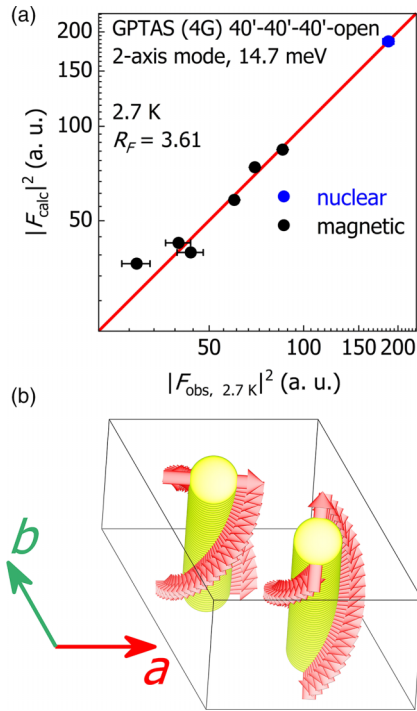 (a)
200
150
100
50
|F_calc|^2 (a. u.)
GPTAS (4G) 40'-40'-40'-open
2-axis mode, 14.7 meV
2.7 K
R_F = 3.61
nuclear
magnetic
50 100 150 200
|F_obs, 2.7 K|^2 (a. u.)
(b)
b
a